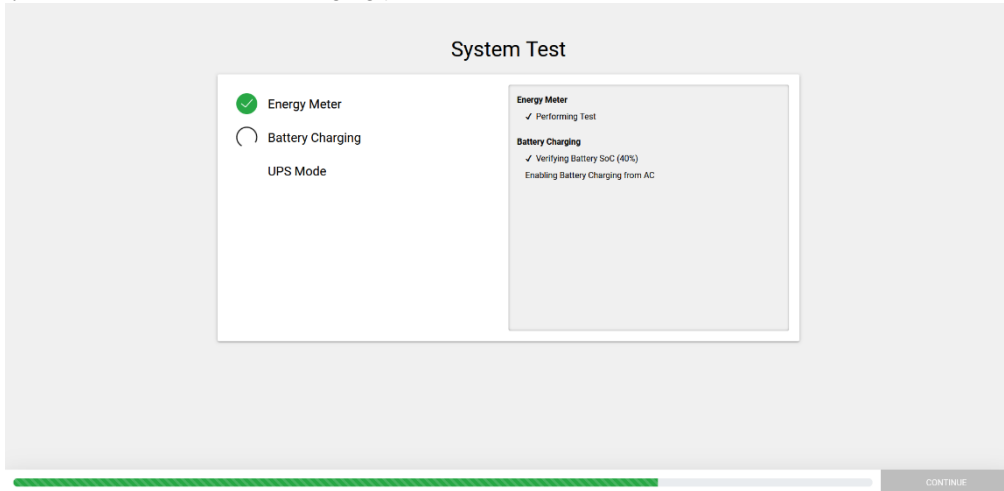 System Test
Energy Meter
Battery Charging
UPS Mode
Energy Meter
✓ Performing Test
Battery Charging
✓ Verifying Battery SoC (40%)
Enabling Battery Charging from AC
CONTINUE